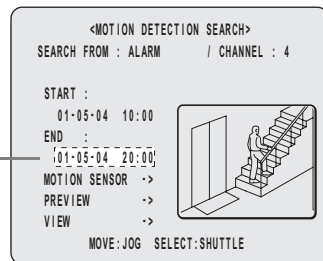 <MOTION DETECTION SEARCH>
SEARCH FROM : ALARM / CHANNEL : 4
START :
01-05-04 10:00
END :
01-05-04 20:00
MOTION SENSOR ->
PREVIEW ->
VIEW ->
MOVE:JOG SELECT:SHUTTLE